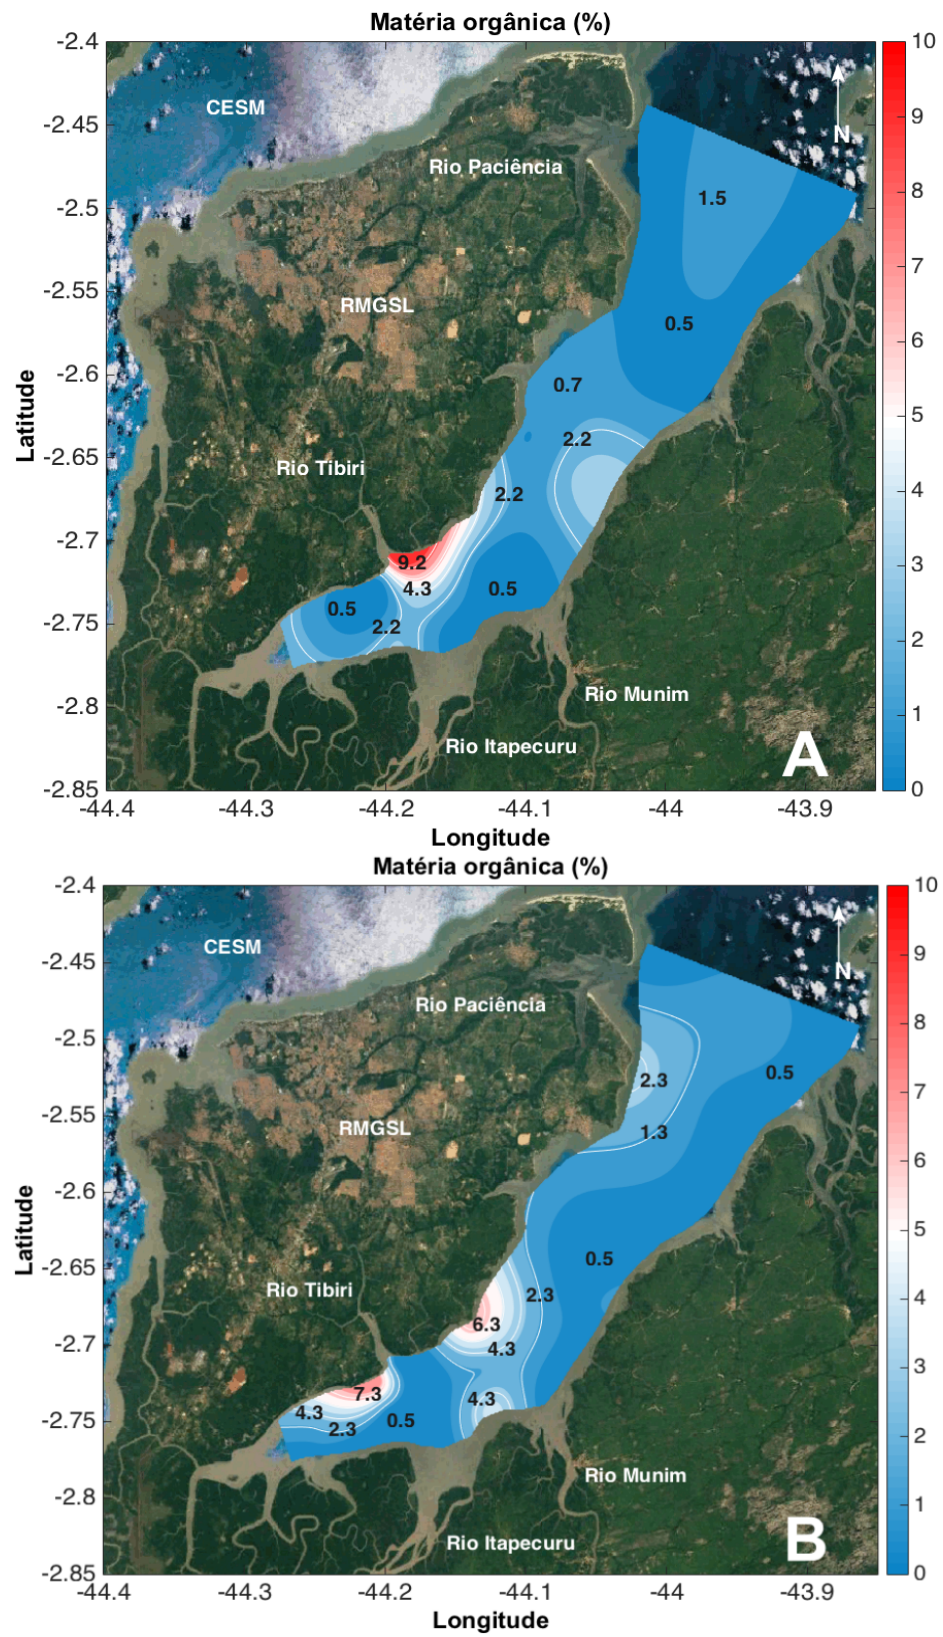 Matéria orgânica (%)
-2.4
-2.45
-2.5
-2.55
-2.6
-2.65
-2.7
-2.75
-2.8
-2.85
Latitude
CESM
Rio Paciência
N
1.5
RMGSL
0.5
0.7
2.2
Rio Tibiri
2.2
9.2
4.3
0.5
0.5
2.2
Rio Munim
Rio Itapecuru
A
10
9
8
7
6
5
4
3
2
1
0
-44.4 -44.3 -44.2 -44.1 -44 -43.9
Longitude
Matéria orgânica (%)
-2.4
-2.45
-2.5
-2.55
-2.6
-2.65
-2.7
-2.75
-2.8
-2.85
Latitude
CESM
N
Rio Paciência
0.5
2.3
RMGSL
1.3
0.5
Rio Tibiri
2.3
6.3
4.3
7.3
4.3
4.3
0.5
2.3
Rio Munim
Rio Itapecuru
B
10
9
8
7
6
5
4
3
2
1
0
-44.4 -44.3 -44.2 -44.1 -44 -43.9
Longitude